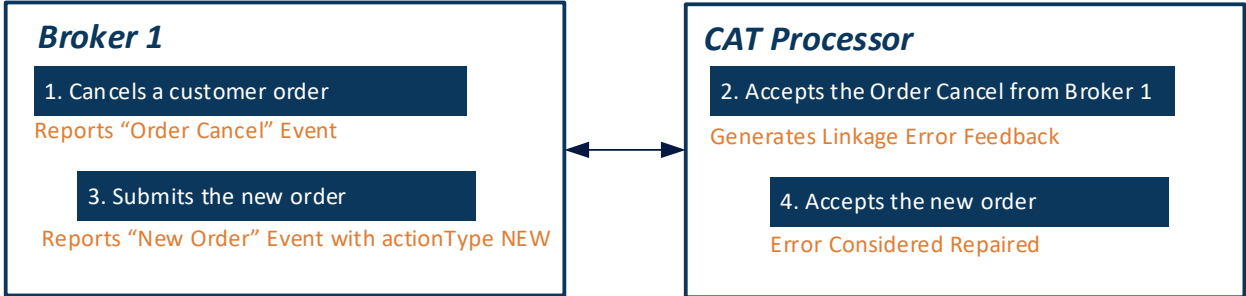 Broker 1
1. Cancels a customer order
Reports “Order Cancel” Event
3. Submits the new order
Reports “New Order” Event with actionType NEW
CAT Processor
2. Accepts the Order Cancel from Broker 1
Generates Linkage Error Feedback
4. Accepts the new order
Error Considered Repaired